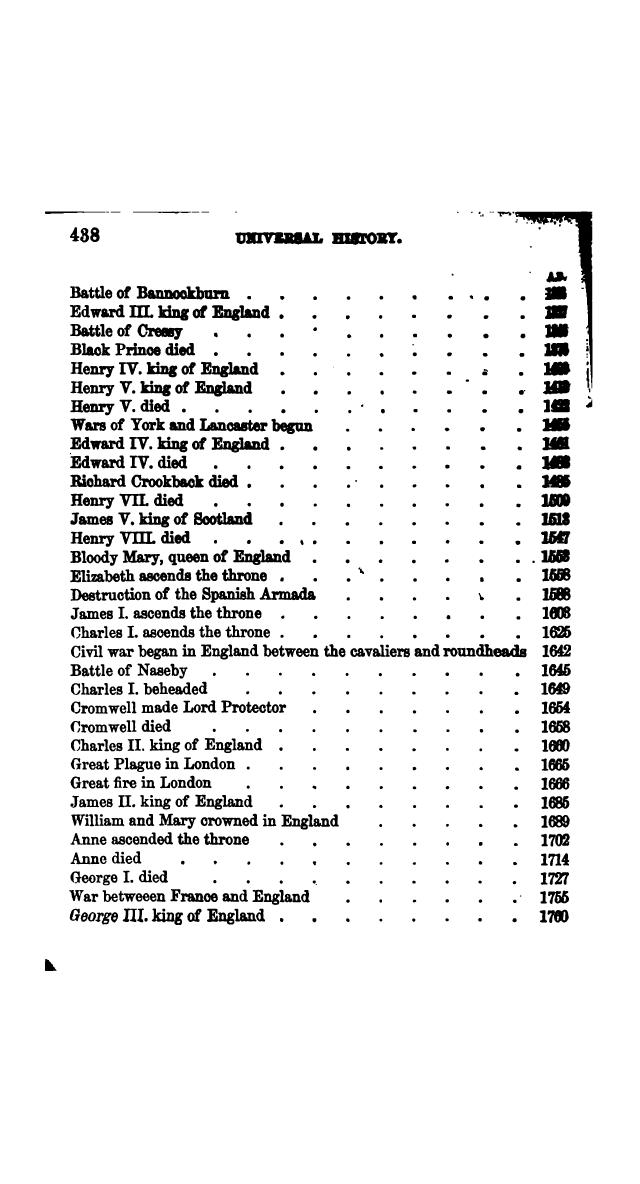 438 UNIVERSAL HISTORY.
A.D.
Battle of Bannockburn . . . . . . . . .
Edward III. king of England . . . . . . . .
Battle of Cressy . . . . . . . . . .
Black Prince died . . . . . . . . . .
Henry IV. king of England . . . . . . . .
Henry V. king of England . . . . . . . .
Henry V. died . . . . . . . . . . . 1422
Wars of York and Lancaster begun . . . . . . 1455
Edward IV. king of England . . . . . . . . 1461
Edward IV. died . . . . . . . . . .
Richard Crookback died . . . . . . . . . 1485
Henry VII. died . . . . . . . . . . 1509
James V. king of Scotland . . . . . . . . 1513
Henry VIII. died . . . . . . . . . . 1547
Bloody Mary, queen of England . . . . . . . 1553
Elizabeth ascends the throne . . . . . . . . 1558
Destruction of the Spanish Armada . . . . . . 1588
James I. ascends the throne . . . . . . . . 1603
Charles I. ascends the throne . . . . . . . . 1625
Civil war began in England between the cavaliers and roundheads 1642
Battle of Naseby . . . . . . . . . . 1645
Charles I. beheaded . . . . . . . . . 1649
Cromwell made Lord Protector . . . . . . . 1654
Cromwell died . . . . . . . . . . 1658
Charles II. king of England . . . . . . . . 1660
Great Plague in London . . . . . . . . . 1665
Great fire in London . . . . . . . . . 1666
James II. king of England . . . . . . . . 1685
William and Mary crowned in England . . . . . 1689
Anne ascended the throne . . . . . . . . 1702
Anne died . . . . . . . . . . . 1714
George I. died . . . . . . . . . . 1727
War betweeen France and England . . . . . . 1755
George III. king of England . . . . . . . . 1760